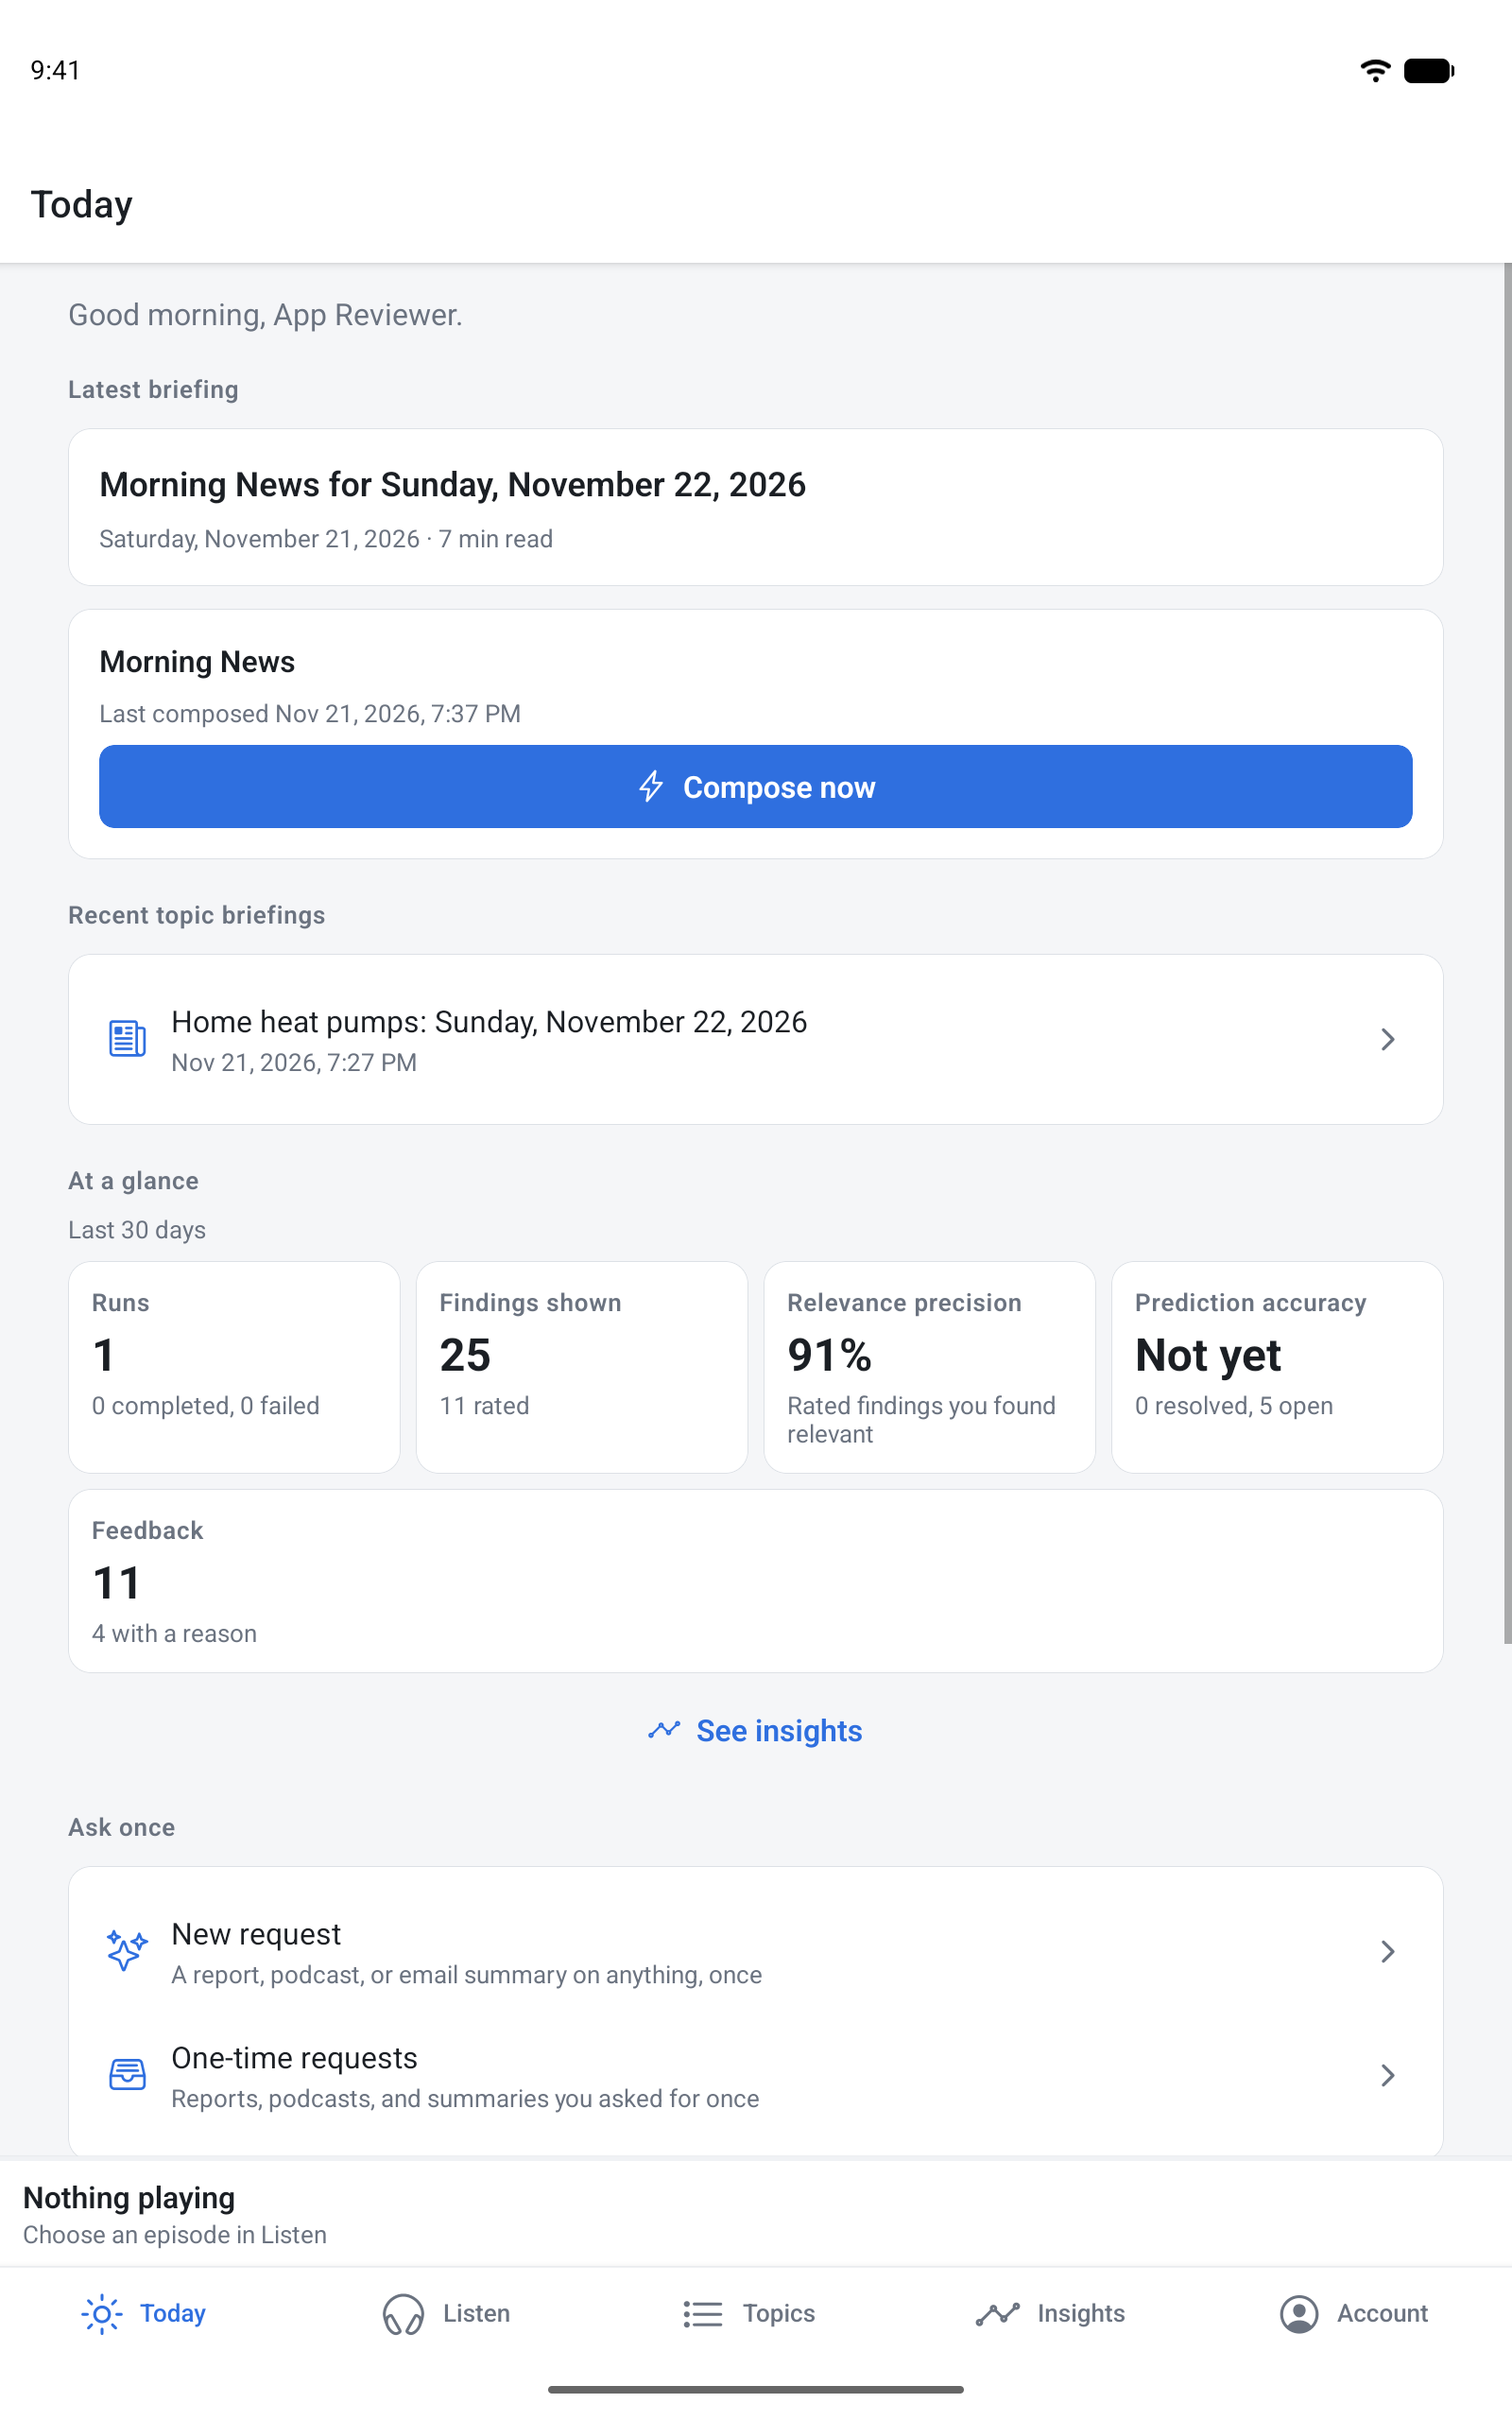 9:41
Today
Good morning, App Reviewer.
Latest briefing
Morning News for Sunday, November 22, 2026
Saturday, November 21, 2026 · 7 min read
Morning News
Last composed Nov 21, 2026, 7:37 PM
Compose now
Recent topic briefings
Home heat pumps: Sunday, November 22, 2026
Nov 21, 2026, 7:27 PM
At a glance
Last 30 days
Runs
1
0 completed, 0 failed
Findings shown
25
11 rated
Relevance precision
91%
Rated findings you found
relevant
Prediction accuracy
Not yet
0 resolved, 5 open
Feedback
11
4 with a reason
See insights
Ask once
New request
A report, podcast, or email summary on anything, once
One-time requests
Reports, podcasts, and summaries you asked for once
Nothing playing
Choose an episode in Listen
Today
Listen
Topics
Insights
Account